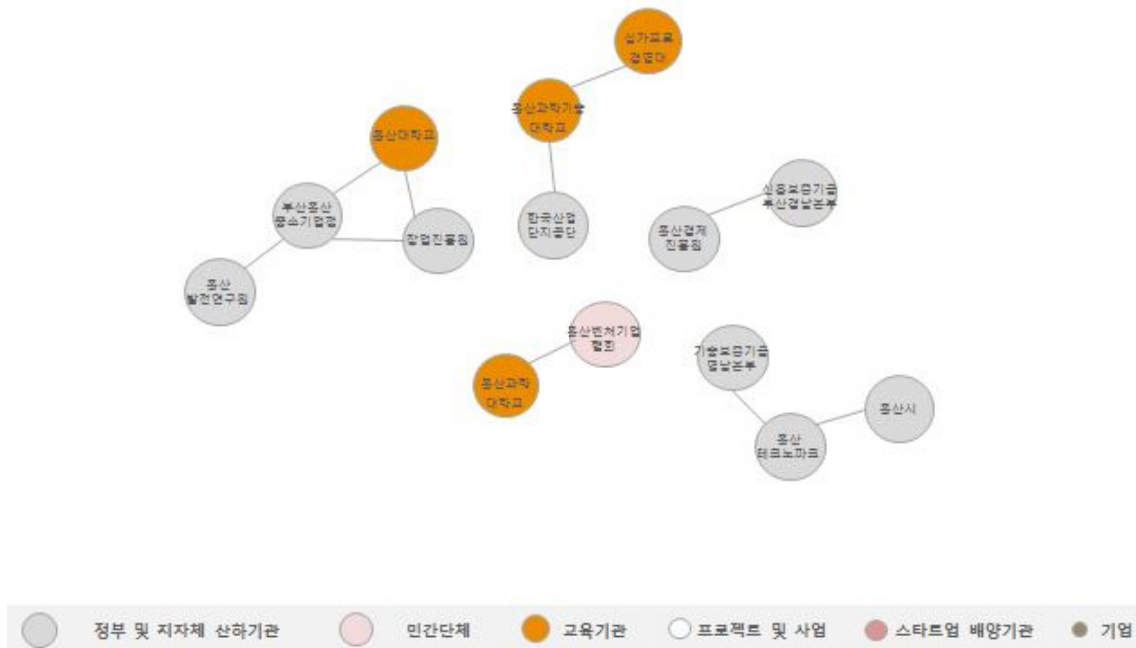 싱가포르
경영대
울산과학기술
대학교
울산대학교
신용보증기금
부산경남본부
부산울산
중소기업청
한국산업
단지공단
울산경제
진흥원
창업진흥원
울산
발전연구원
울산벤처기업
협회
기술보증기금
울산과학
대학교
울산시
울산
테크노파크
정부 및 지자체 산하기관
민간단체
교육기관
프로젝트 및 사업
스타트업 배양기관
기업